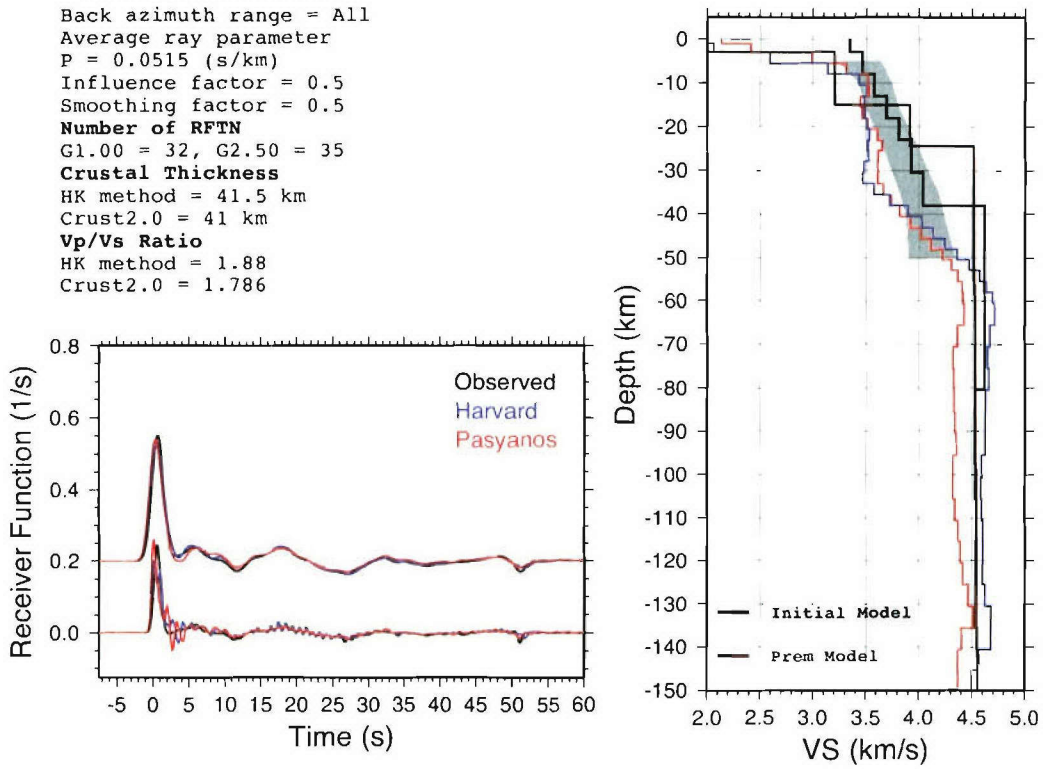 Back azimuth range = All
Average ray parameter
P = 0.0515 (s/km)
Influence factor = 0.5
Smoothing factor = 0.5
Number of RFTN
G1.00 = 32, G2.50 = 35
Crustal Thickness
HK method = 41.5 km
Crust2.0 = 41 km
Vp/Vs Ratio
HK method = 1.88
Crust2.0 = 1.786
Receiver Function (1/s)
0.8
0.6
0.4
0.2
0.0
Observed
Harvard
Pasyanos
-5 0 5 10 15 20 25 30 35 40 45 50 55 60
Time (s)
Depth (km)
0
-10
-20
-30
-40
-50
-60
-70
-80
-90
-100
-110
-120
-130
-140
-150
Initial Model
Prem Model
2.0 2.5 3.0 3.5 4.0 4.5 5.0
VS (km/s)